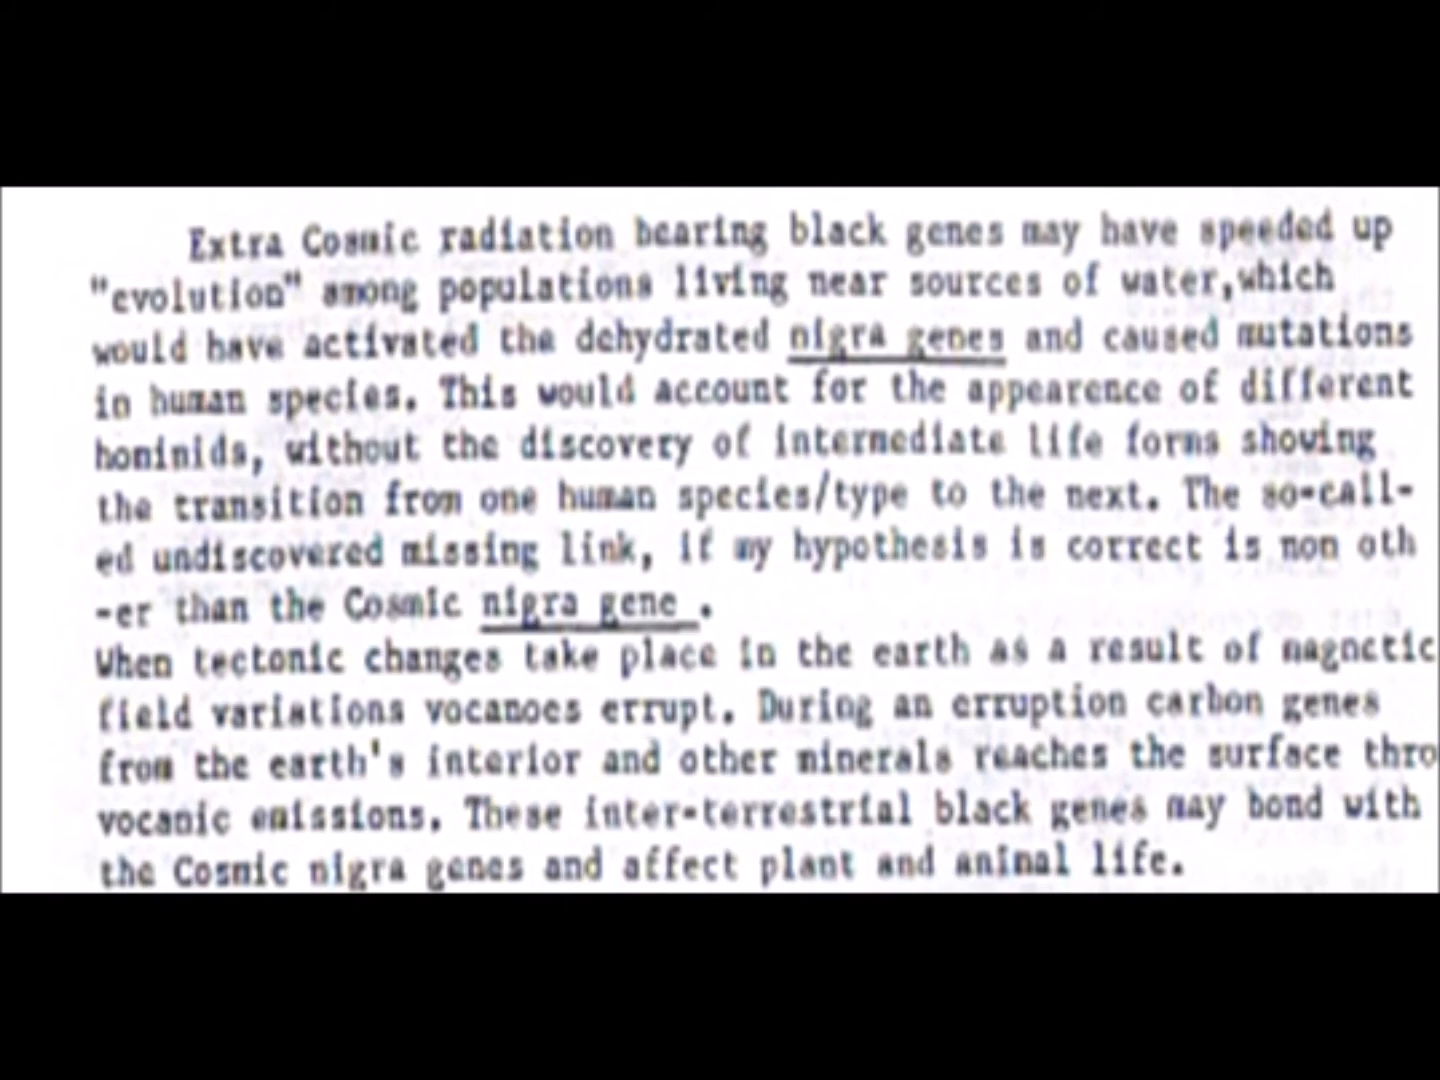 Extra Cosmic radiation bearing black genes may have speeded up
"evolution" among populations living near sources of water,which
would have activated the dehydrated nigra genes and caused mutations
in human species. This would account for the appearence of different
hominids, without the discovery of intermediate life forms showing
the transition from one human species/type to the next. The so-call-
ed undiscovered missing link, if my hypothesis is correct is non oth
-er than the Cosmic nigra gene .
When tectonic changes take place in the earth as a result of magnetic
field variations vocanoes errupt. During an erruption carbon genes
from the earth's interior and other minerals reaches the surface thro
vocanic emissions. These inter-terrestrial black genes may bond with
the Cosmic nigra genes and affect plant and animal life.